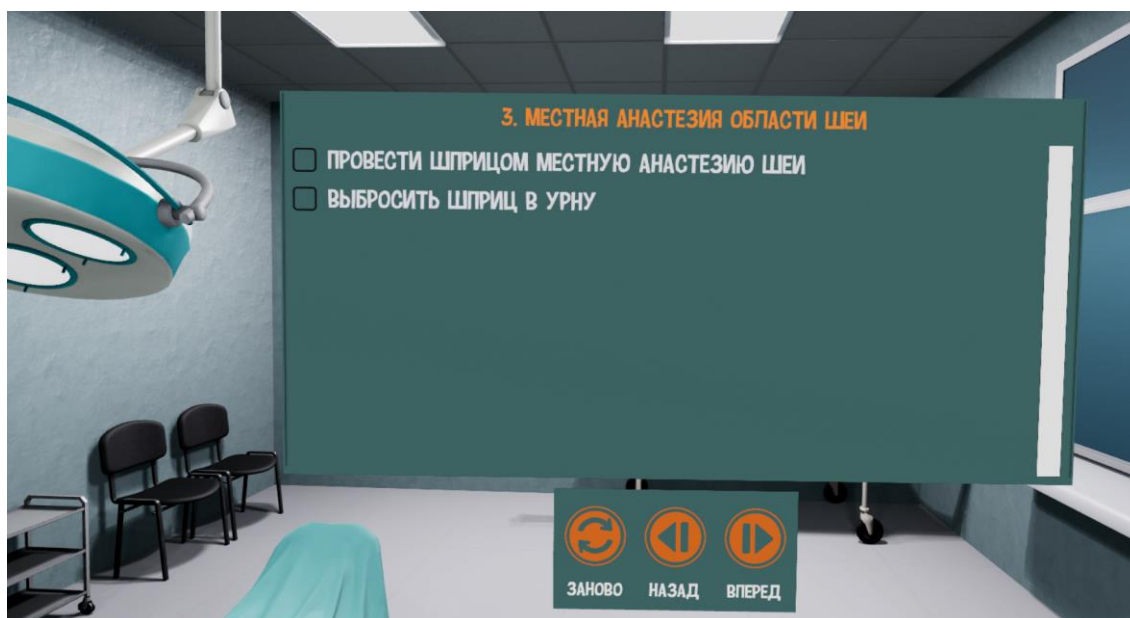 3. МЕСТНАЯ АНАСТЕЗИЯ ОБЛАСТИ ШЕИ
ПРОВЕСТИ ШПРИЦОМ МЕСТНУЮ АНАСТЕЗИЮ ШЕИ
ВЫБРОСИТЬ ШПРИЦ В УРНУ
ЗАНОВО НАЗАД ВПЕРЕД